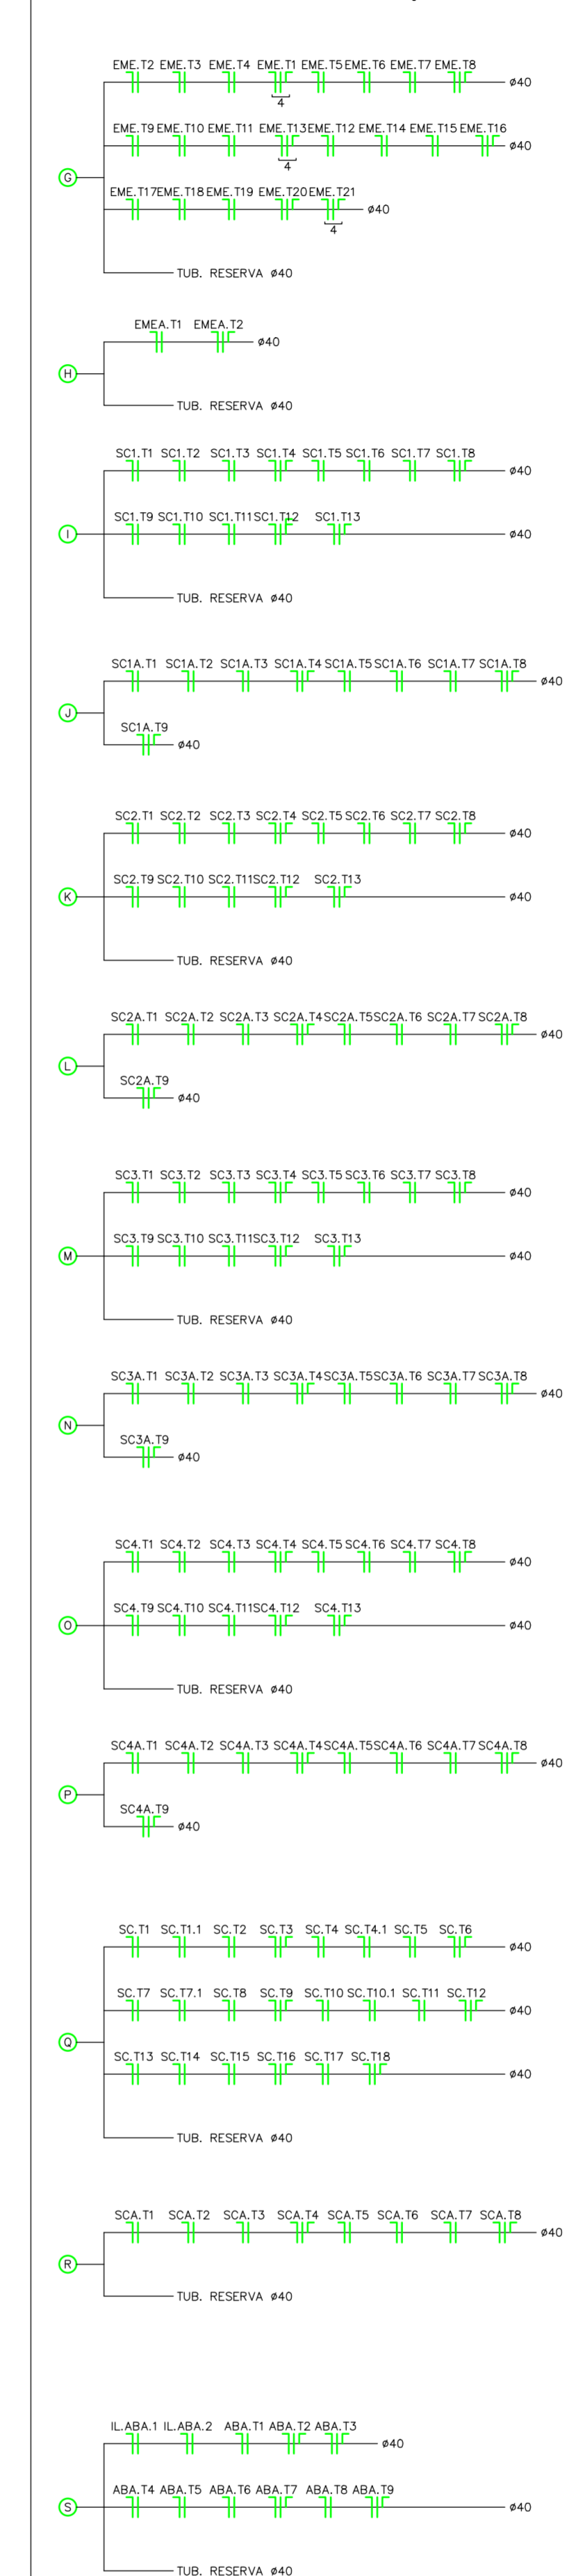 EME.T2 EME.T3 EME.T4 EME.T1 EME.T5 EME.T6 EME.T7 EME.T8
ø40
4
EME.T9 EME.T10 EME.T11 EME.T13 EME.T12 EME.T14 EME.T15 EME.T16
ø40
4
G
EME.T17 EME.T18 EME.T19 EME.T20 EME.T21
ø40
4
TUB. RESERVA ø40
EMEA.T1 EMEA.T2
ø40
H
TUB. RESERVA ø40
SC1.T1 SC1.T2 SC1.T3 SC1.T4 SC1.T5 SC1.T6 SC1.T7 SC1.T8
ø40
SC1.T9 SC1.T10 SC1.T11 SC1.T12 SC1.T13
I ø40
TUB. RESERVA ø40
SC1A.T1 SC1A.T2 SC1A.T3 SC1A.T4 SC1A.T5 SC1A.T6 SC1A.T7 SC1A.T8
ø40
J
SC1A.T9
ø40
SC2.T1 SC2.T2 SC2.T3 SC2.T4 SC2.T5 SC2.T6 SC2.T7 SC2.T8
ø40
SC2.T9 SC2.T10 SC2.T11 SC2.T12 SC2.T13
K ø40
TUB. RESERVA ø40
SC2A.T1 SC2A.T2 SC2A.T3 SC2A.T4 SC2A.T5 SC2A.T6 SC2A.T7 SC2A.T8
ø40
L
SC2A.T9
ø40
SC3.T1 SC3.T2 SC3.T3 SC3.T4 SC3.T5 SC3.T6 SC3.T7 SC3.T8
ø40
SC3.T9 SC3.T10 SC3.T11 SC3.T12 SC3.T13
M ø40
TUB. RESERVA ø40
SC3A.T1 SC3A.T2 SC3A.T3 SC3A.T4 SC3A.T5 SC3A.T6 SC3A.T7 SC3A.T8
ø40
N
SC3A.T9
ø40
SC4.T1 SC4.T2 SC4.T3 SC4.T4 SC4.T5 SC4.T6 SC4.T7 SC4.T8
ø40
SC4.T9 SC4.T10 SC4.T11 SC4.T12 SC4.T13
O ø40
TUB. RESERVA ø40
SC4A.T1 SC4A.T2 SC4A.T3 SC4A.T4 SC4A.T5 SC4A.T6 SC4A.T7 SC4A.T8
ø40
P
SC4A.T9
ø40
SC.T1 SC.T1.1 SC.T2 SC.T3 SC.T4 SC.T4.1 SC.T5 SC.T6
ø40
SC.T7 SC.T7.1 SC.T8 SC.T9 SC.T10 SC.T10.1 SC.T11 SC.T12
ø40
Q
SC.T13 SC.T14 SC.T15 SC.T16 SC.T17 SC.T18
ø40
TUB. RESERVA ø40
SCA.T1 SCA.T2 SCA.T3 SCA.T4 SCA.T5 SCA.T6 SCA.T7 SCA.T8
ø40
R
TUB. RESERVA ø40
IL.ABA.1 IL.ABA.2 ABA.T1 ABA.T2 ABA.T3
ø40
ABA.T4 ABA.T5 ABA.T6 ABA.T7 ABA.T8 ABA.T9
S ø40
TUB. RESERVA ø40